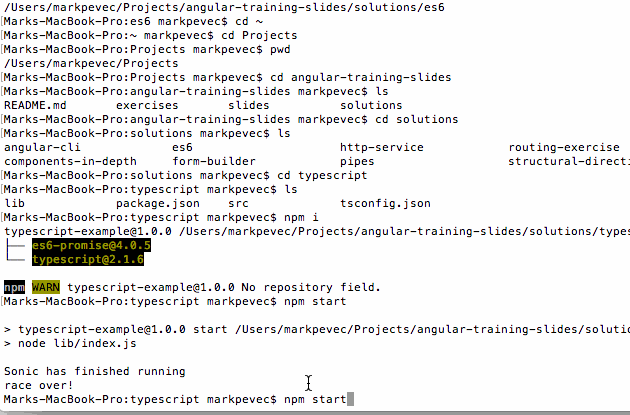 /Users/markpevec/Projects/angular-training-slides/solutions/es6
[Marks-MacBook-Pro:es6 markpevec$ cd ~
[Marks-MacBook-Pro:~ markpevec$ cd Projects
[Marks-MacBook-Pro:Projects markpevec$ pwd
/Users/markpevec/Projects
[Marks-MacBook-Pro:Projects markpevec$ cd angular-training-slides
[Marks-MacBook-Pro:angular-training-slides markpevec$ ls
README.md exercises slides solutions
[Marks-MacBook-Pro:angular-training-slides markpevec$ cd solutions
[Marks-MacBook-Pro:solutions markpevec$ ls
angular-cli es6 http-service routing-exercise
components-in-depth form-builder pipes structural-directi
[Marks-MacBook-Pro:solutions markpevec$ cd typescript
[Marks-MacBook-Pro:typescript markpevec$ ls
lib package.json src tsconfig.json
[Marks-MacBook-Pro:typescript markpevec$ npm i
typescript-example@1.0.0 /Users/markpevec/Projects/angular-training-slides/solutions/types
├── es6-promise@4.0.5
└── typescript@2.1.6
npm WARN typescript-example@1.0.0 No repository field.
[Marks-MacBook-Pro:typescript markpevec$ npm start
> typescript-example@1.0.0 start /Users/markpevec/Projects/angular-training-slides/solutio
> node lib/index.js
Sonic has finished running
race over!
Marks-MacBook-Pro:typescript markpevec$ npm start